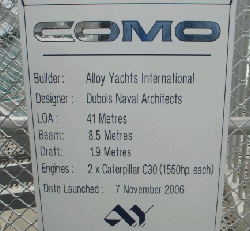 COMO
Builder: Alloy Yachts International
Designer: Dubois Naval Architects
LOA: 41 Metres
Beam: 8.5 Metres
Draft: 1.9 Metres
Engines: 2 x Caterpillar C30 (1550hp each)
Date Launched: 7 November 2006
AY